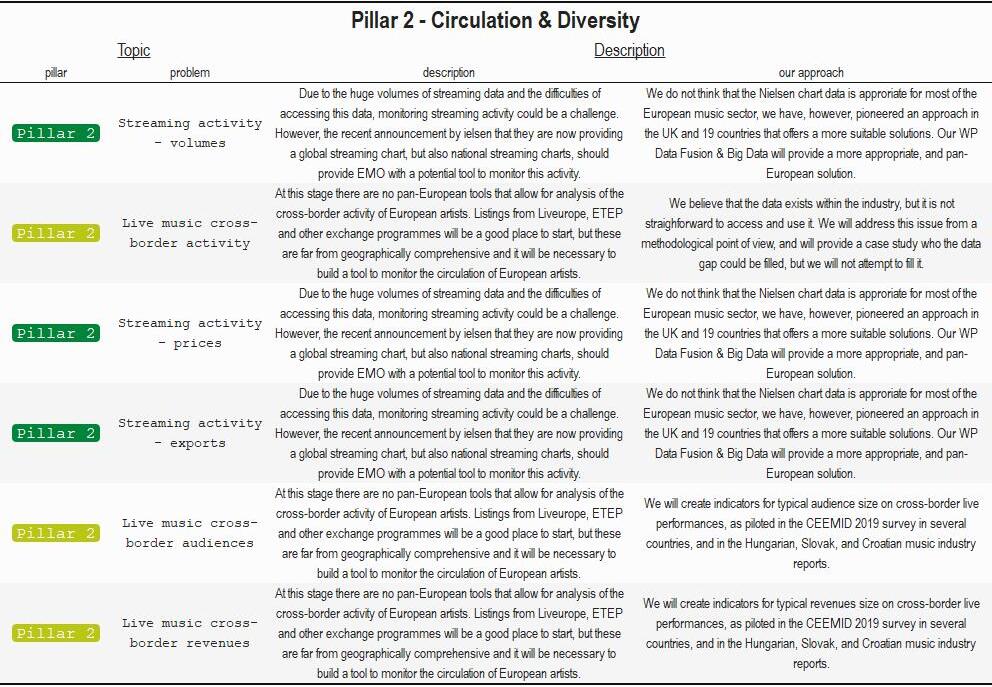 Pillar 2 - Circulation & Diversity
Topic
Description
pillar
problem
description
our approach
Pillar 2
Streaming activity
- volumes
Due to the huge volumes of streaming data and the difficulties of
accessing this data, monitoring streaming activity could be a challenge.
However, the recent announcement by ielsen that they are now providing
a global streaming chart, but also national streaming charts, should
provide EMO with a potential tool to monitor this activity.
We do not think that the Nielsen chart data is approriate for most of the
European music sector, we have, however, pioneered an approach in
the UK and 19 countries that offers a more suitable solutions. Our WP
Data Fusion & Big Data will provide a more appropriate, and pan-
European solution.
Pillar 2
Live music cross-
border activity
At this stage there are no pan-European tools that allow for analysis of the
cross-border activity of European artists. Listings from Liveurope, ETEP
and other exchange programmes will be a good place to start, but these
are far from geographically comprehensive and it will be necessary to
build a tool to monitor the circulation of European artists.
We believe that the data exists within the industry, but it is not
straighforward to access and use it. We will address this issue from a
methodological point of view, and will provide a case study who the data
gap could be filled, but we will not attempt to fill it.
Pillar 2
Streaming activity
- prices
Due to the huge volumes of streaming data and the difficulties of
accessing this data, monitoring streaming activity could be a challenge.
However, the recent announcement by ielsen that they are now providing
a global streaming chart, but also national streaming charts, should
provide EMO with a potential tool to monitor this activity.
We do not think that the Nielsen chart data is approriate for most of the
European music sector, we have, however, pioneered an approach in
the UK and 19 countries that offers a more suitable solutions. Our WP
Data Fusion & Big Data will provide a more appropriate, and pan-
European solution.
Pillar 2
Streaming activity
- exports
Due to the huge volumes of streaming data and the difficulties of
accessing this data, monitoring streaming activity could be a challenge.
However, the recent announcement by ielsen that they are now providing
a global streaming chart, but also national streaming charts, should
provide EMO with a potential tool to monitor this activity.
We do not think that the Nielsen chart data is approriate for most of the
European music sector, we have, however, pioneered an approach in
the UK and 19 countries that offers a more suitable solutions. Our WP
Data Fusion & Big Data will provide a more appropriate, and pan-
European solution.
Pillar 2
Live music cross-
border audiences
At this stage there are no pan-European tools that allow for analysis of the
cross-border activity of European artists. Listings from Liveurope, ETEP
and other exchange programmes will be a good place to start, but these
are far from geographically comprehensive and it will be necessary to
build a tool to monitor the circulation of European artists.
We will create indicators for typical audience size on cross-border live
performances, as piloted in the CEEMID 2019 survey in several
countries, and in the Hungarian, Slovak, and Croatian music industry
reports.
Pillar 2
Live music cross-
border revenues
At this stage there are no pan-European tools that allow for analysis of the
cross-border activity of European artists. Listings from Liveurope, ETEP
and other exchange programmes will be a good place to start, but these
are far from geographically comprehensive and it will be necessary to
build a tool to monitor the circulation of European artists.
We will create indicators for typical revenues size on cross-border live
performances, as piloted in the CEEMID 2019 survey in several
countries, and in the Hungarian, Slovak, and Croatian music industry
reports.